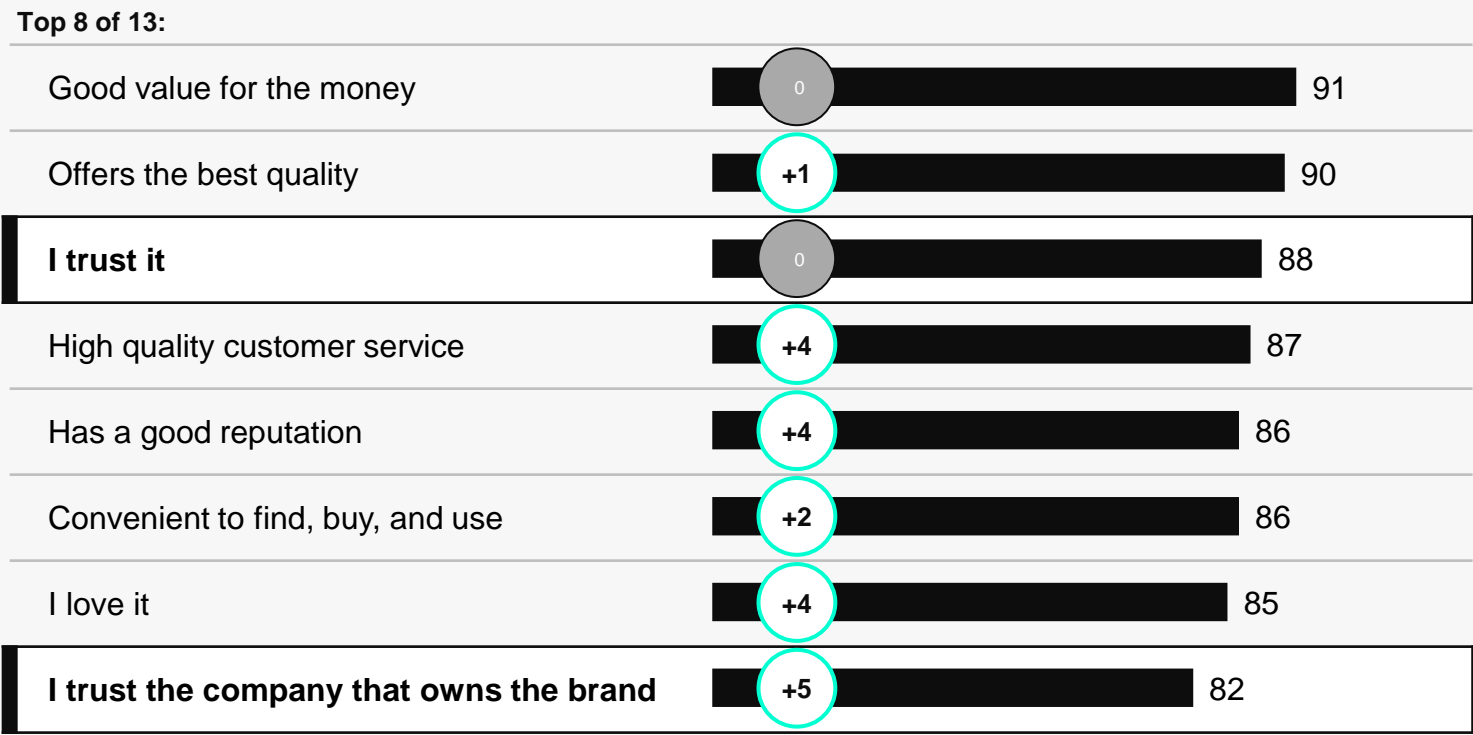 Top 8 of 13:
Good value for the money 0 91
Offers the best quality +1 90
I trust it 0 88
High quality customer service +4 87
Has a good reputation +4 86
Convenient to find, buy, and use +2 86
I love it +4 85
I trust the company that owns the brand +5 82